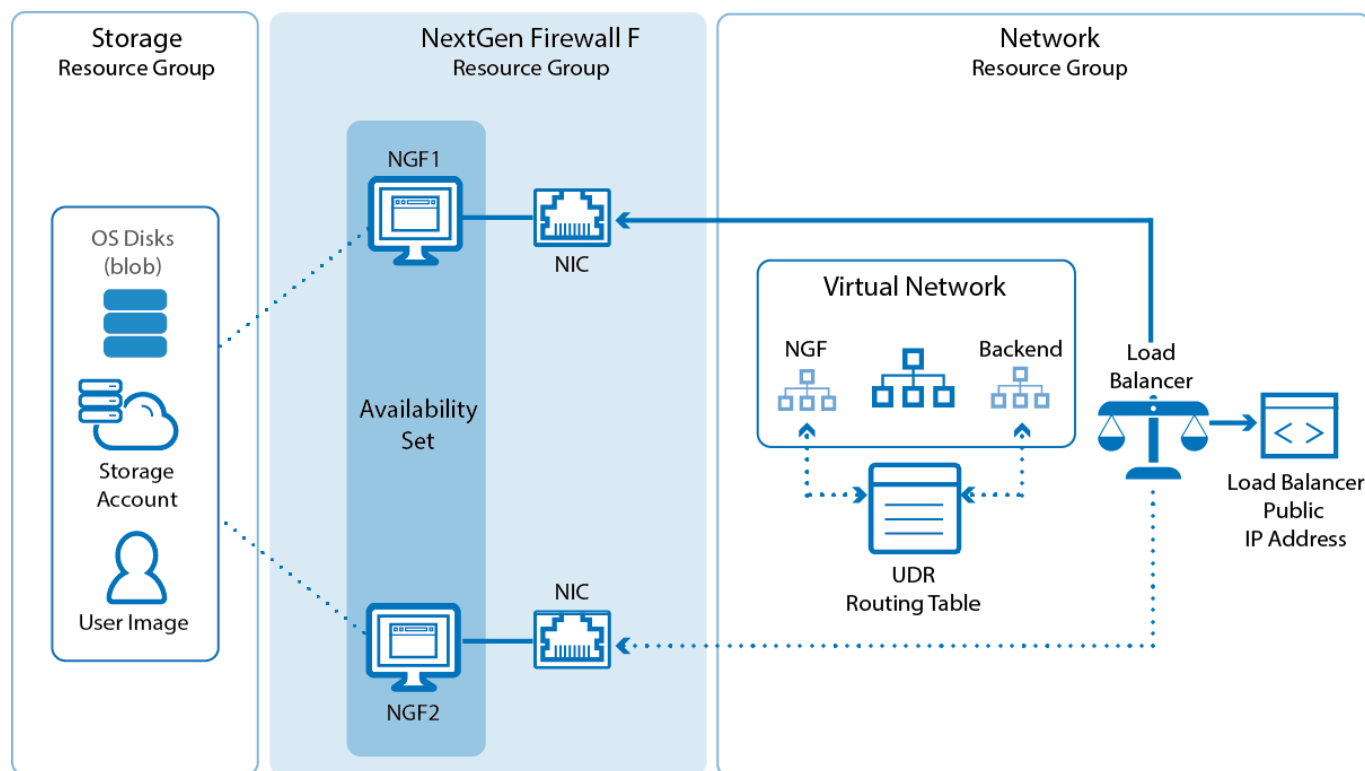 Storage
Resource Group
OS Disks
(blob)
Storage
Account
User Image
NextGen Firewall F
Resource Group
NGF1
NIC
Availability
Set
NIC
NGF2
Network
Resource Group
Virtual Network
NGF
Backend
UDR
Routing Table
Load
Balancer
< >
Load Balancer
Public
IP Address